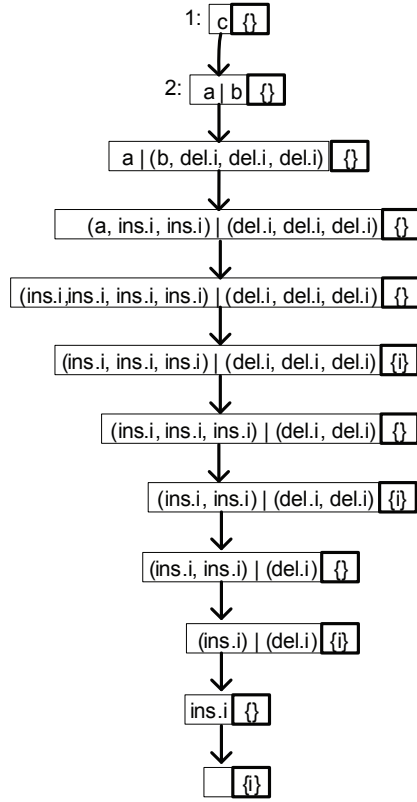 1: c {}
2: a | b {}
a | (b, del.i, del.i, del.i) {}
(a, ins.i, ins.i) | (del.i, del.i, del.i) {}
(ins.i,ins.i, ins.i, ins.i) | (del.i, del.i, del.i) {}
(ins.i, ins.i, ins.i) | (del.i, del.i, del.i) {i}
(ins.i, ins.i, ins.i) | (del.i, del.i) {}
(ins.i, ins.i) | (del.i, del.i) {i}
(ins.i, ins.i) | (del.i) {}
(ins.i) | (del.i) {i}
ins.i {}
{i}